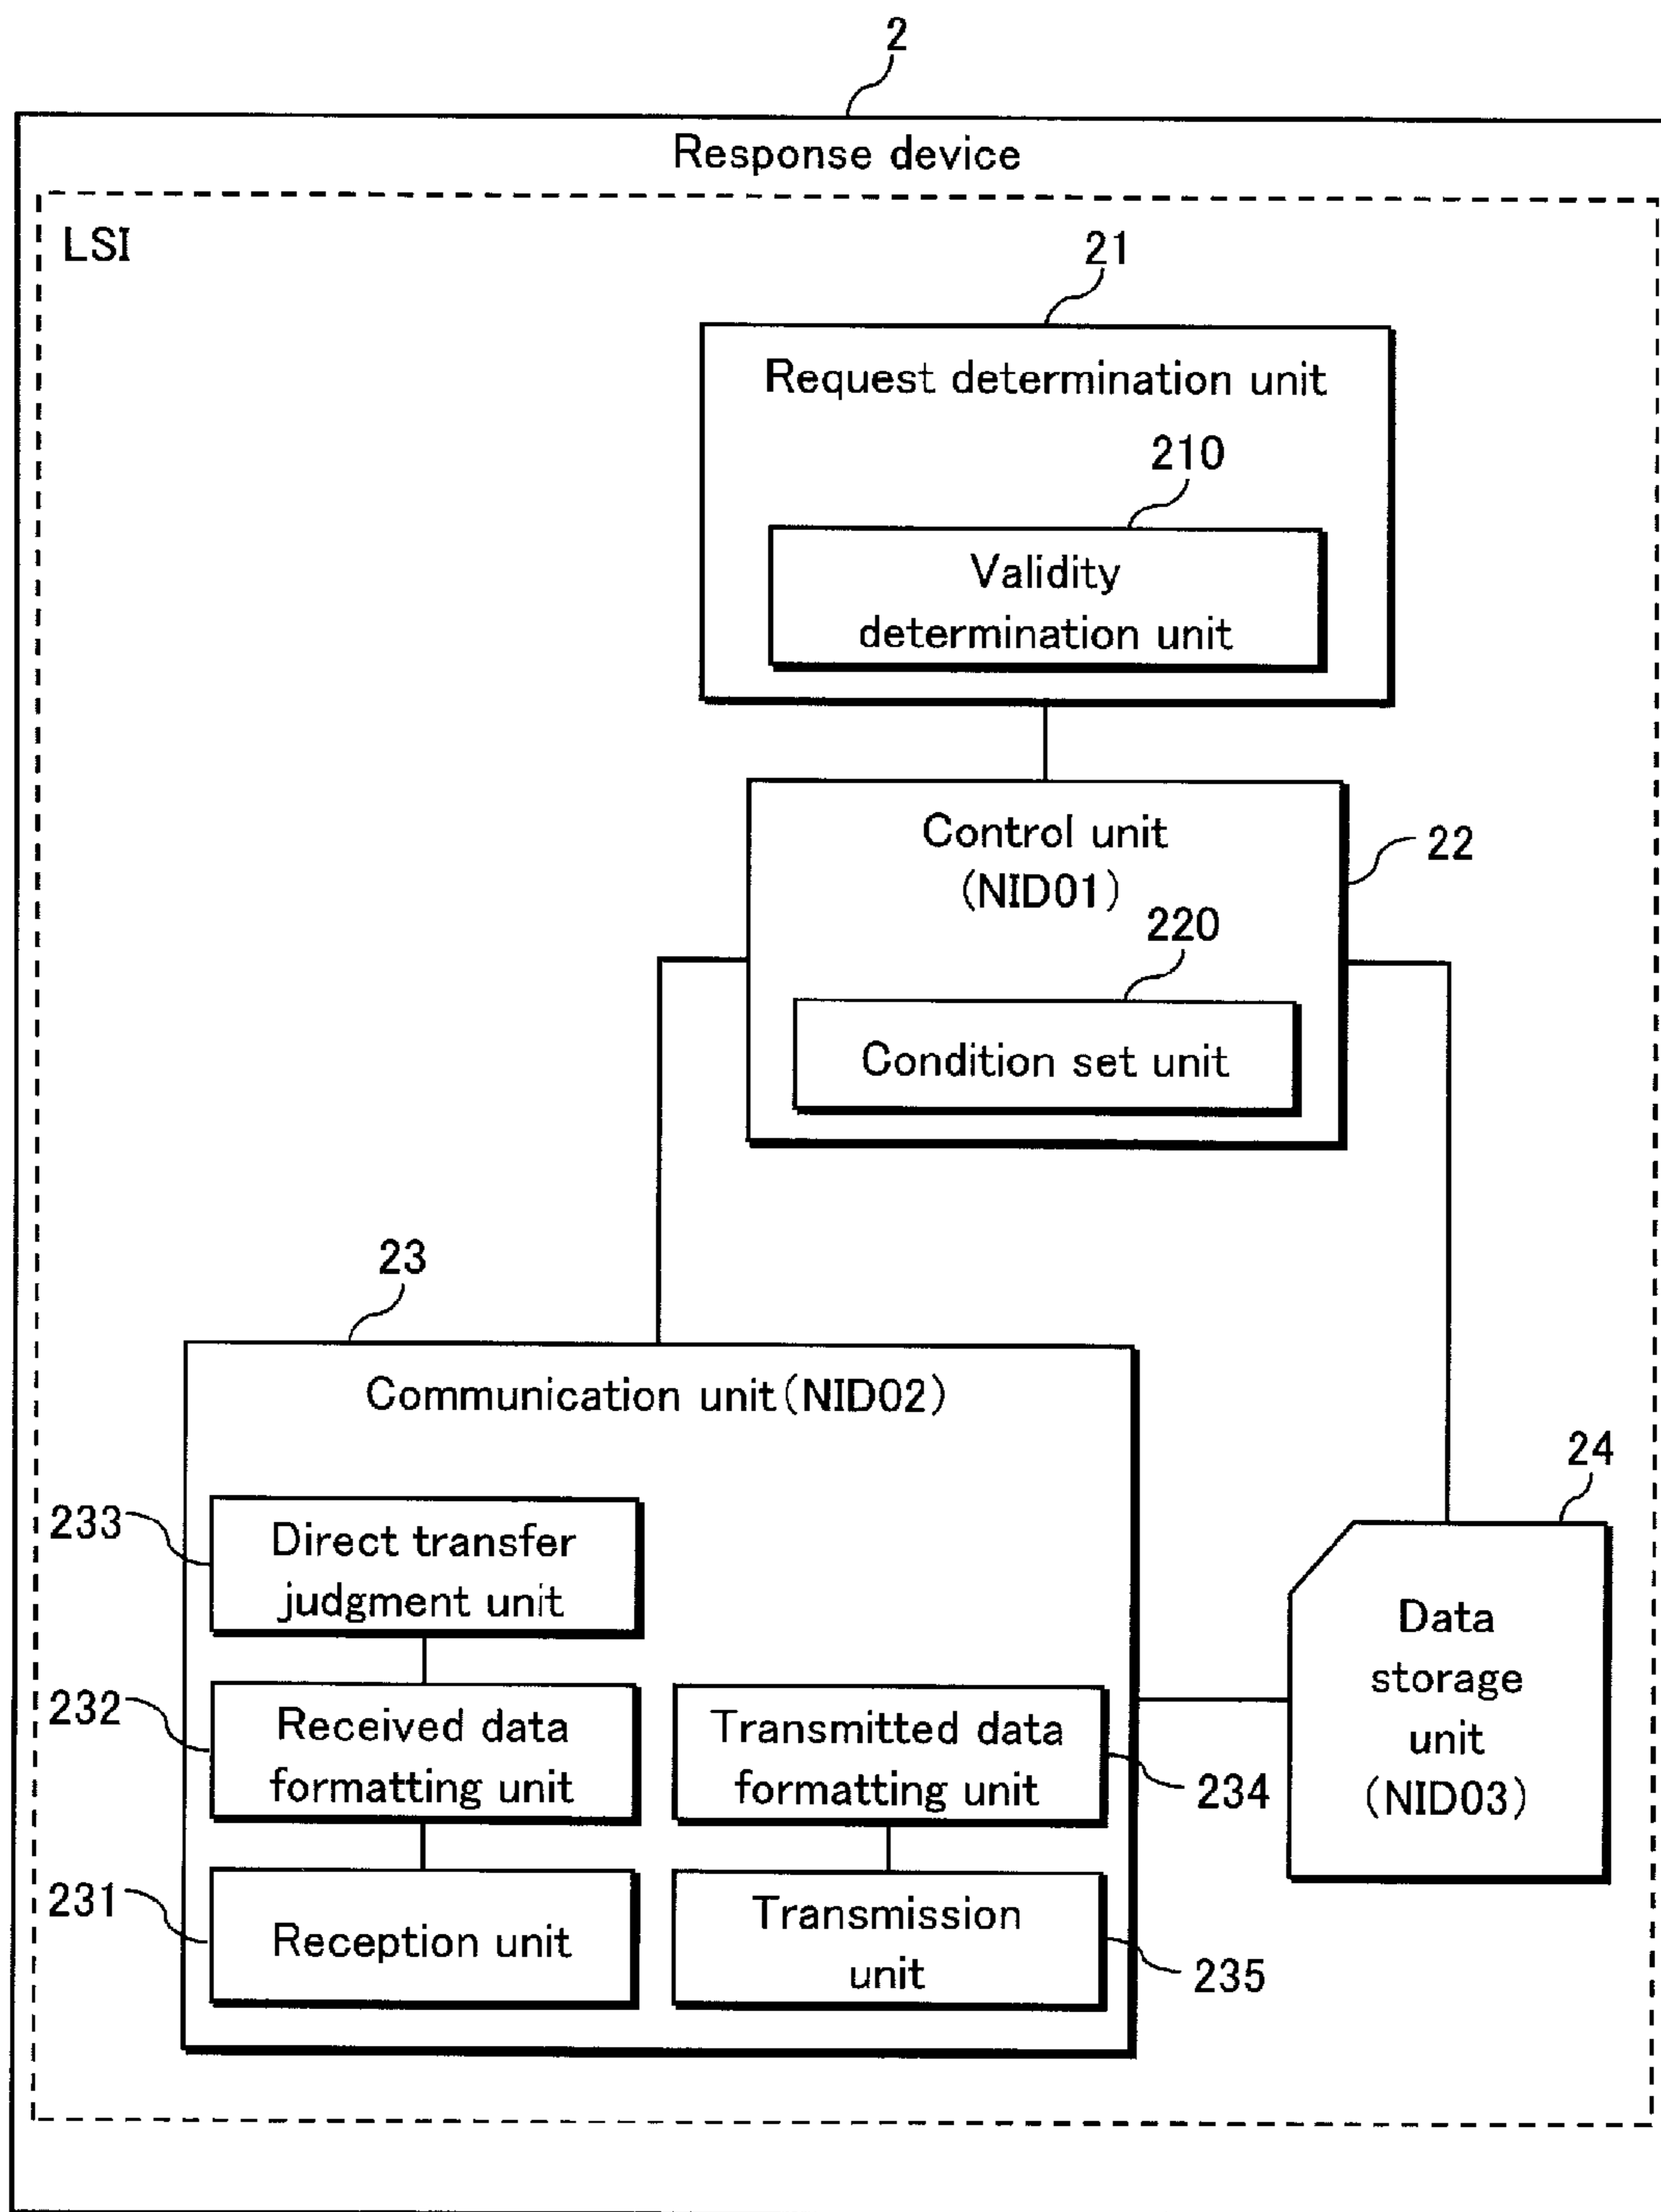 2
Response device
LSI
21
Request determination unit
210
Validity
determination unit
Control unit
(NID01)
22
220
Condition set unit
23
Communication unit(NID02)
24
233
Direct transfer
judgment unit
Data
storage
unit
(NID03)
232
Received data
formatting unit
Transmitted data
formatting unit
234
231
Reception unit
Transmission
unit
235